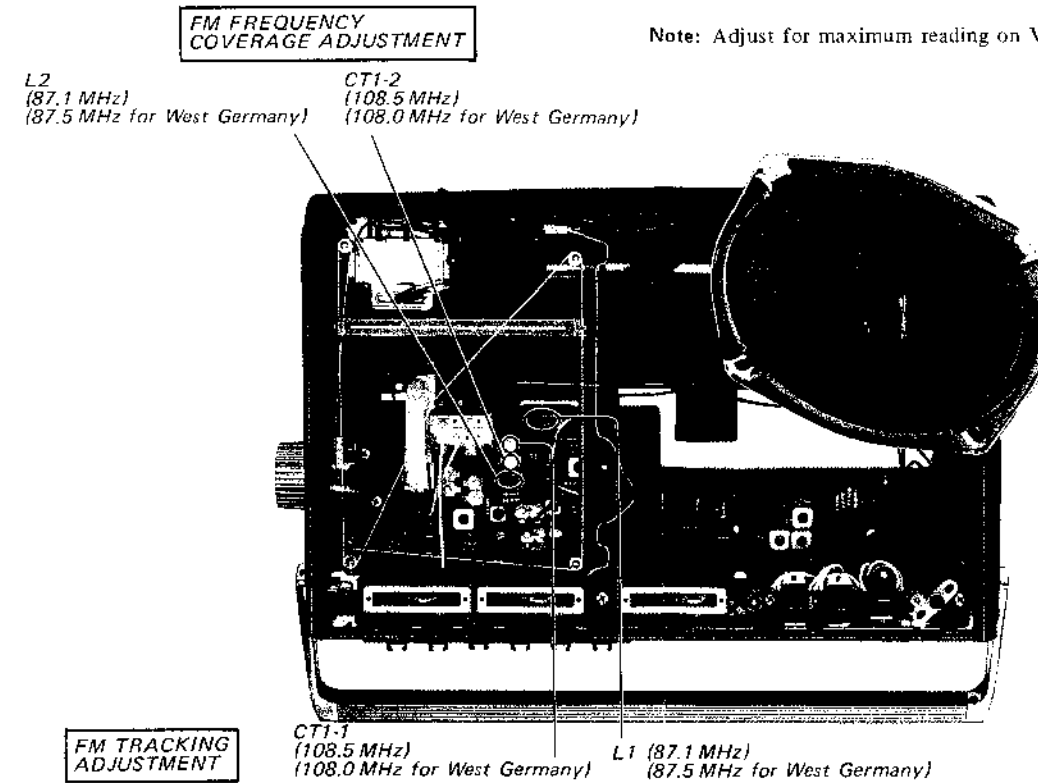 FM FREQUENCY
COVERAGE ADJUSTMENT
Note: Adjust for maximum reading on V
L2
(87.1 MHz)
(87.5 MHz for West Germany)
CT1-2
(108.5 MHz)
(108.0 MHz for West Germany)
FM TRACKING
ADJUSTMENT
CT1-1
(108.5 MHz)
(108.0 MHz for West Germany)
L1 (87.1 MHz)
(87.5 MHz for West Germany)